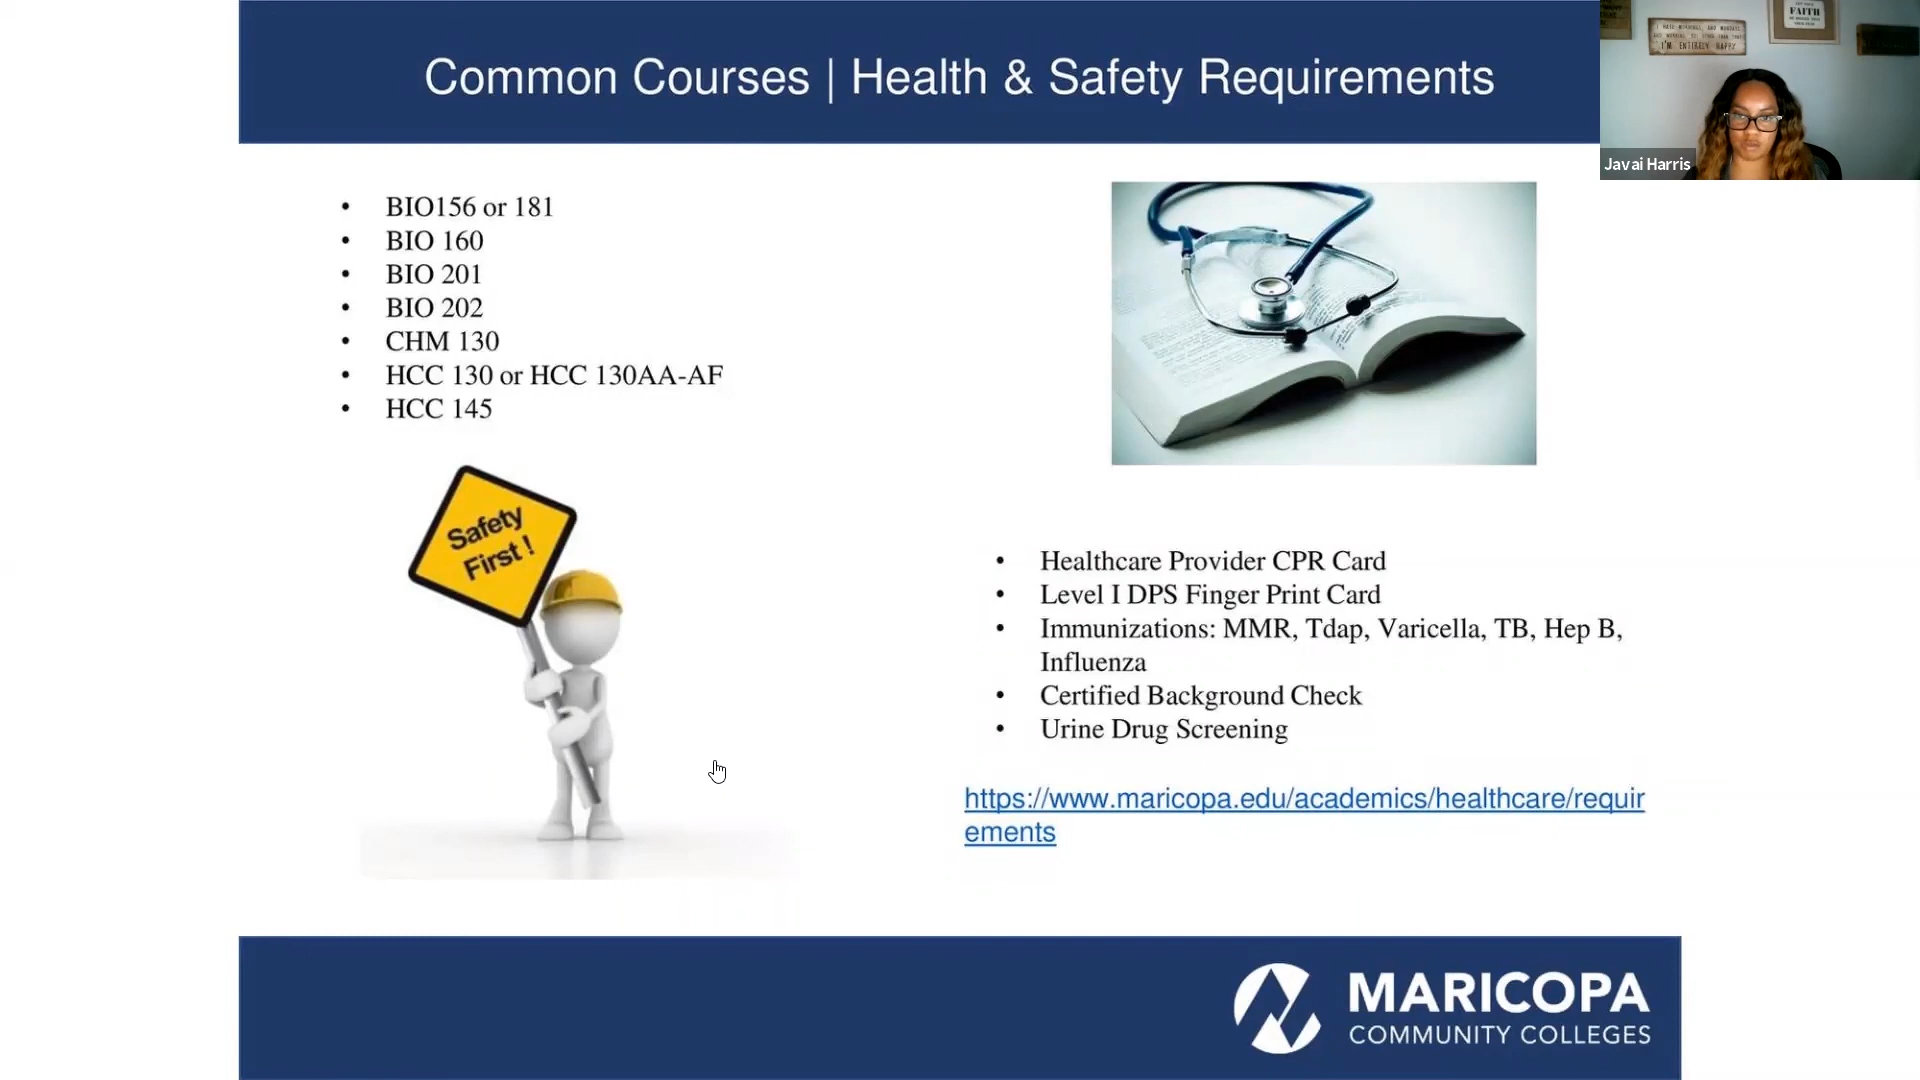 Common Courses | Health & Safety Requirements
FAITH
I'M ENTIRELY HAPPY
Javai Harris
• BIO156 or 181
• BIO 160
• BIO 201
• BIO 202
• CHM 130
• HCC 130 or HCC 130AA-AF
• HCC 145
Safety
First !
• Healthcare Provider CPR Card
• Level I DPS Finger Print Card
• Immunizations: MMR, Tdap, Varicella, TB, Hep B,
Influenza
• Certified Background Check
• Urine Drug Screening
https://www.maricopa.edu/academics/healthcare/requir
ements
MARICOPA
COMMUNITY COLLEGES